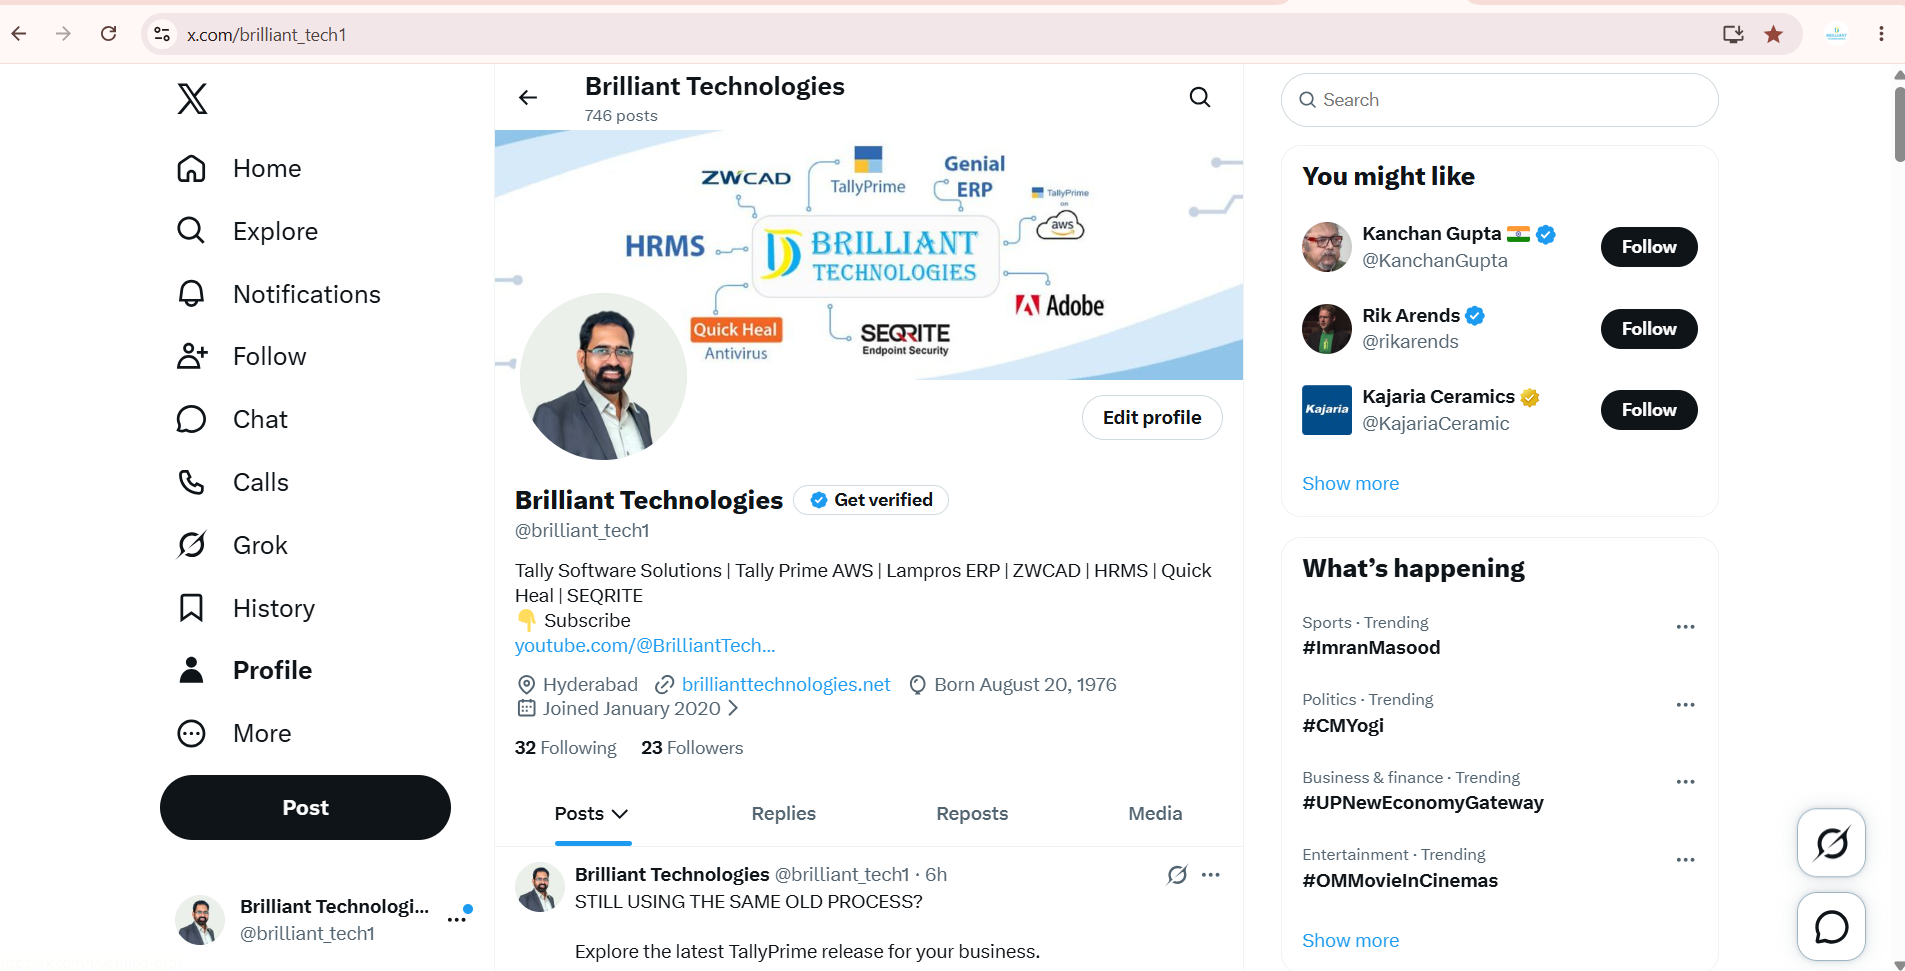 x.com/brilliant_tech1
Home
Explore
Notifications
Follow
Chat
Calls
Grok
History
Profile
More
Post
Brilliant Technologi...
@brilliant_tech1
Brilliant Technologies
746 posts
ZWCAD
TallyPrime
Genial
ERP
TallyPrime
on
aws
HRMS
BRILLIANT
TECHNOLOGIES
Adobe
Quick Heal
Antivirus
SEQRITE
Endpoint Security
Edit profile
Brilliant Technologies Get verified
@brilliant_tech1
Tally Software Solutions | Tally Prime AWS | Lampros ERP | ZWCAD | HRMS | Quick
Heal | SEQRITE
👇 Subscribe
youtube.com/@BrilliantTech...
Hyderabad brillianttechnologies.net Born August 20, 1976
Joined January 2020
32 Following 23 Followers
Posts Replies Reposts Media
Brilliant Technologies @brilliant_tech1 · 6h
STILL USING THE SAME OLD PROCESS?
Explore the latest TallyPrime release for your business.
Search
You might like
Kanchan Gupta 🇮🇳
@KanchanGupta
Follow
Rik Arends
@rikarends
Follow
Kajaria
Kajaria Ceramics
@KajariaCeramic
Follow
Show more
What's happening
Sports · Trending
#ImranMasood
Politics · Trending
#CMYogi
Business & finance · Trending
#UPNewEconomyGateway
Entertainment · Trending
#OMMovieInCinemas
Show more